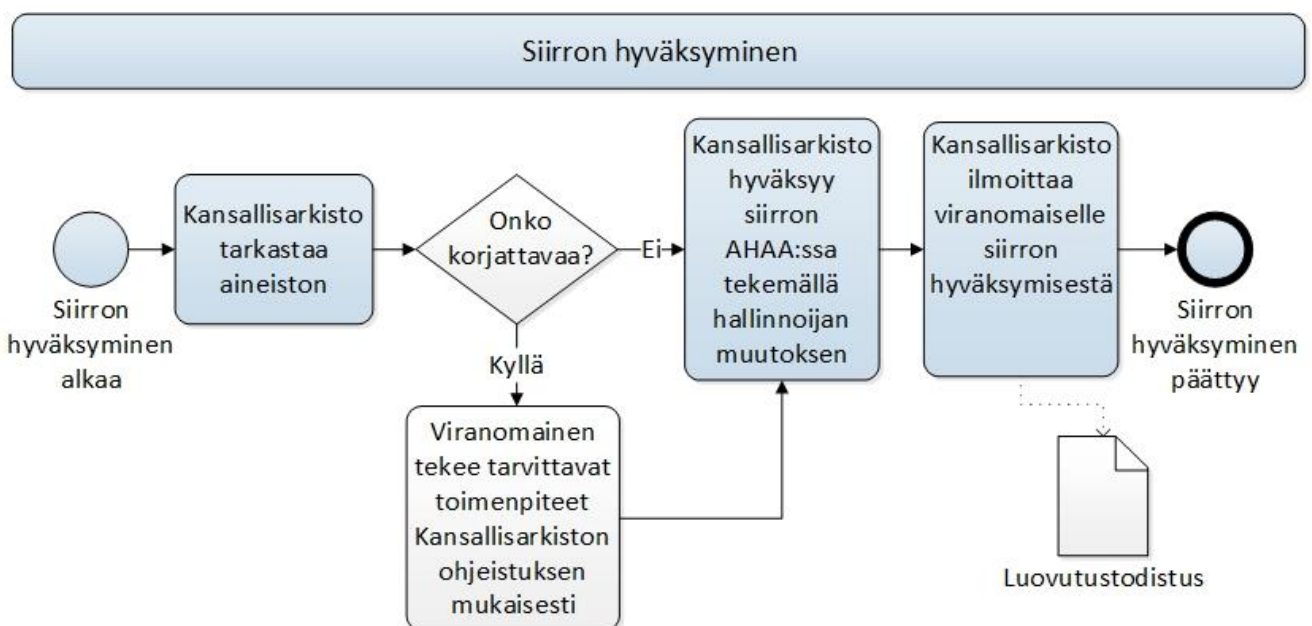 Siirron hyväksyminen
Siirron
hyväksyminen
alkaa
Kansallisarkisto
tarkastaa
aineiston
Onko
korjattavaa?
Ei
Kyllä
Viranomainen
tekee tarvittavat
toimenpiteet
Kansallisarkiston
ohjeistuksen
mukaisesti
Kansallisarkisto
hyväksyy
siirron
AHAA:ssa
tekemällä
hallinnoijan
muutoksen
Kansallisarkisto
ilmoittaa
viranomaiselle
siirron
hyväksymisestä
Luovutustodistus
Siirron
hyväksyminen
päättyy